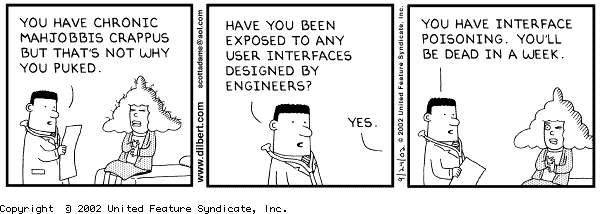 YOU HAVE CHRONIC
MAHJOBBIS CRAPPUS
BUT THAT'S NOT WHY
YOU PUKED.
www.dilbert.com scottadams@aol.com
HAVE YOU BEEN
EXPOSED TO ANY
USER INTERFACES
DESIGNED BY
ENGINEERS?
YES.
9/24/02 © 2002 United Feature Syndicate, Inc.
YOU HAVE INTERFACE
POISONING. YOU'LL
BE DEAD IN A WEEK.
Copyright © 2002 United Feature Syndicate, Inc.